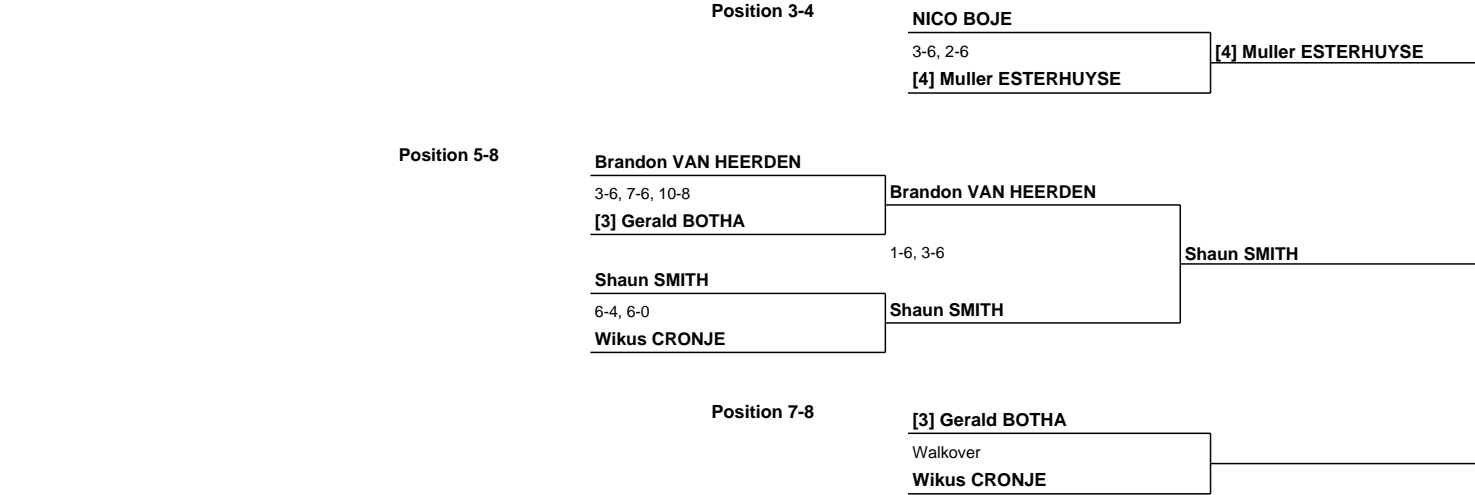 Position 3-4
NICO BOJE
3-6, 2-6
[4] Muller ESTERHUYSE
[4] Muller ESTERHUYSE
Position 5-8
Brandon VAN HEERDEN
3-6, 7-6, 10-8
Brandon VAN HEERDEN
[3] Gerald BOTHA
1-6, 3-6
Shaun SMITH
Shaun SMITH
6-4, 6-0
Shaun SMITH
Wikus CRONJE
Position 7-8
[3] Gerald BOTHA
Walkover
Wikus CRONJE